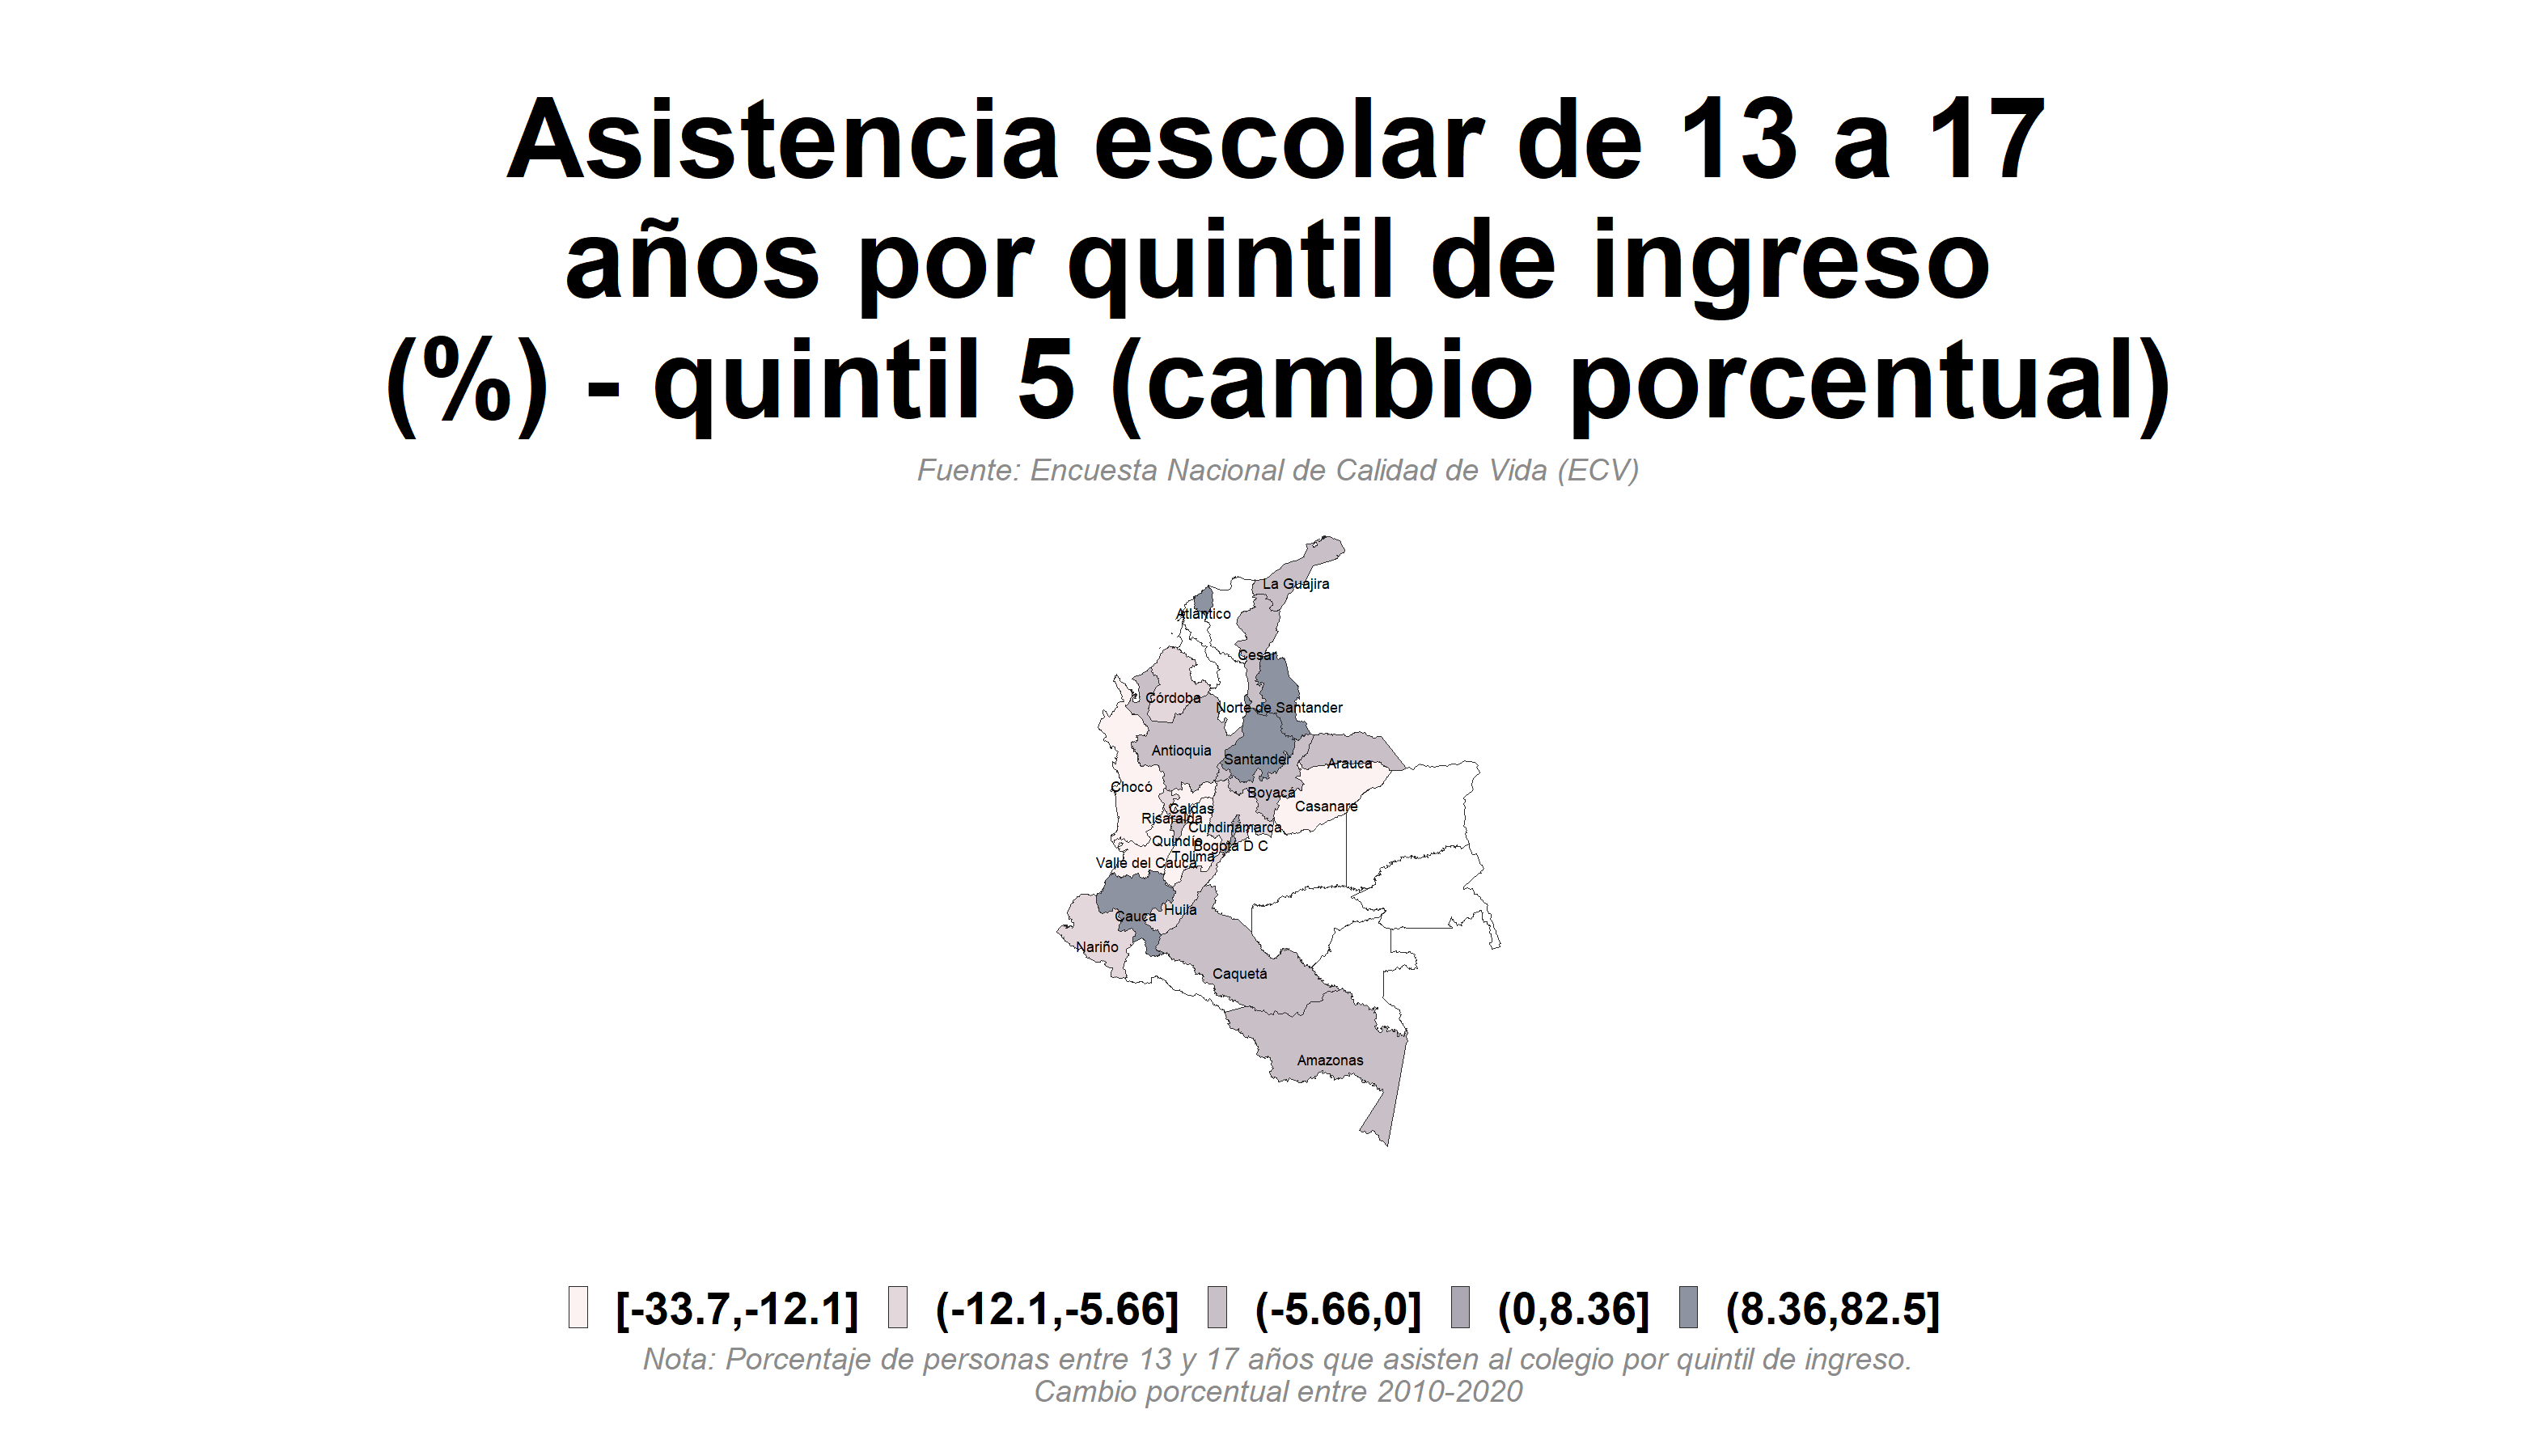 Asistencia escolar de 13 a 17
años por quintil de ingreso
(%) - quintil 5 (cambio porcentual)
Fuente: Encuesta Nacional de Calidad de Vida (ECV)
La Guajira
Atlántico
Cesar
Córdoba
Norte de Santander
Antioquia
Santander
Arauca
Chocó
Boyacá
Casanare
Caldas
Risaralda
Cundinamarca
Quindío
Bogotá D C
Tolima
Valle del Cauca
Huila
Cauca
Nariño
Caquetá
Amazonas
[-33.7,-12.1]
(-12.1,-5.66]
(-5.66,0]
(0,8.36]
(8.36,82.5]
Nota: Porcentaje de personas entre 13 y 17 años que asisten al colegio por quintil de ingreso.
Cambio porcentual entre 2010-2020